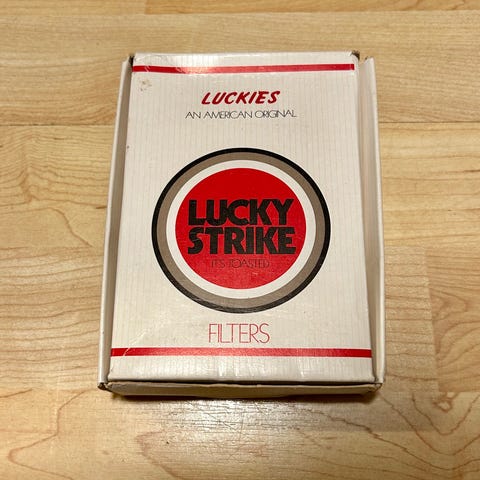 LUCKIES
AN AMERICAN ORIGINAL
LUCKY
STRIKE
IT'S TOASTED
FILTERS